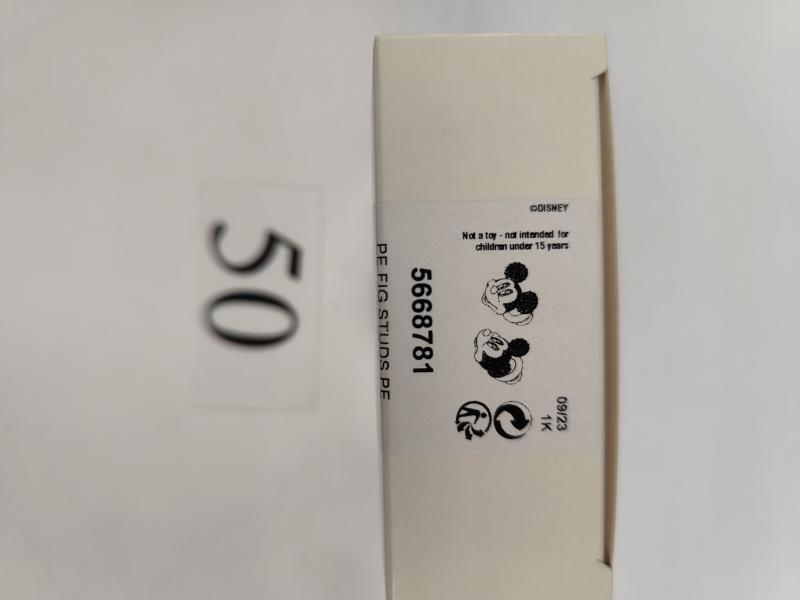 50
©DISNEY
Not a toy - not intended for
children under 15 years
5668781
PE FIG STUDS PE
09/23
1K